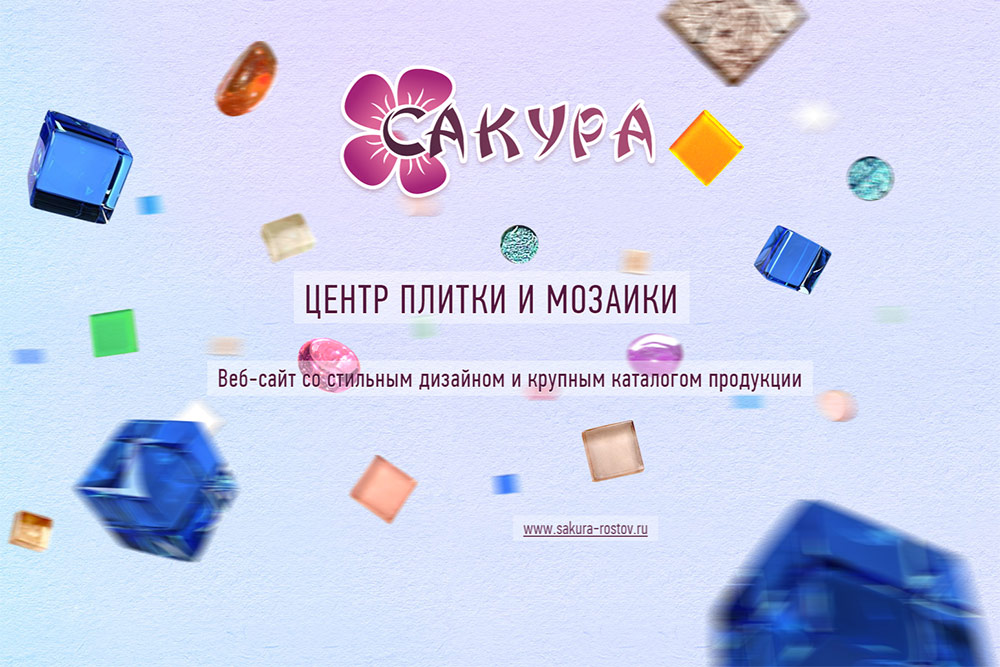 САКУРА
ЦЕНТР ПЛИТКИ И МОЗАИКИ
Веб-сайт со стильным дизайном и крупным каталогом продукции
www.sakura-rostov.ru